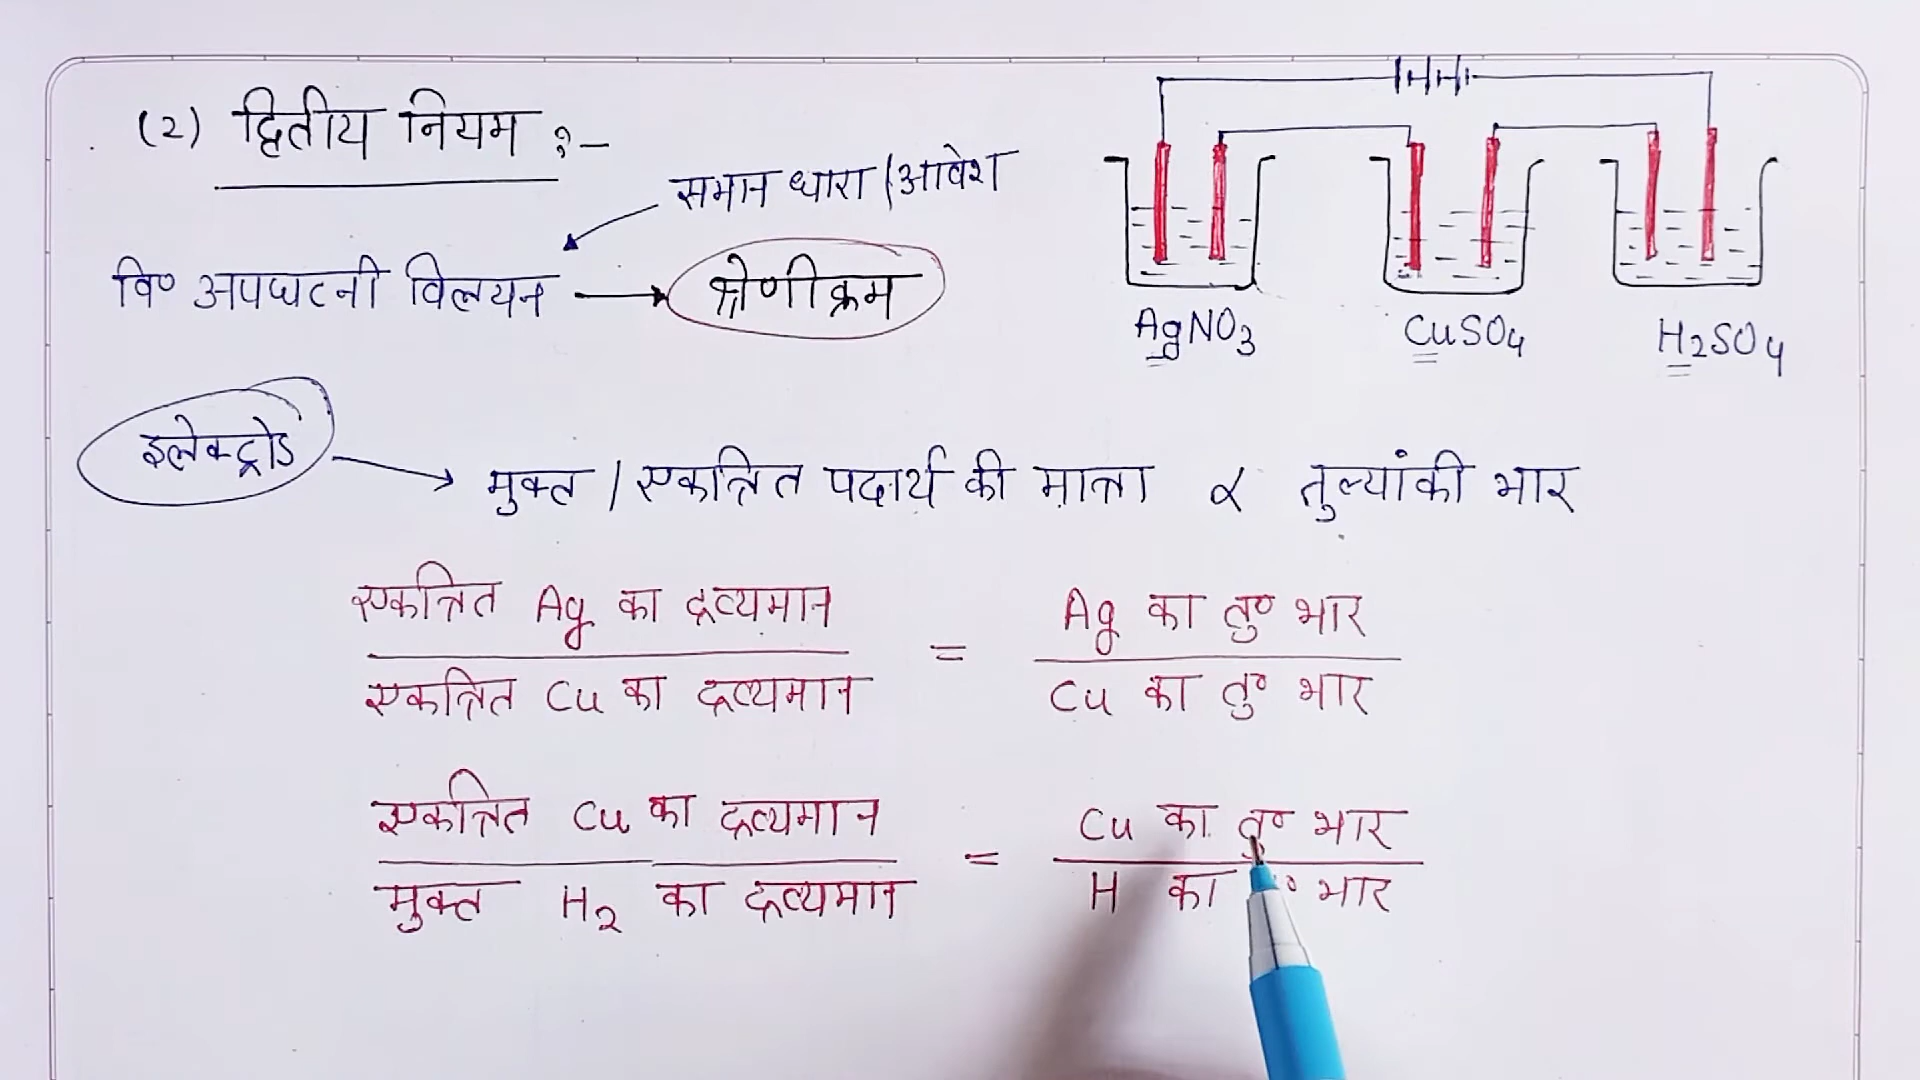 (2) द्वितीय नियम :-
समान धारा/आवेश
वि० अपघटनी विलयन → श्रेणीक्रम
AgNO3 CuSO4 H2SO4
इलेक्ट्रोड → मुक्त / एकत्रित पदार्थ की मात्रा ∝ तुल्यांकी भार
एकत्रित Ag का द्रव्यमान = Ag का तु० भार
एकत्रित Cu का द्रव्यमान Cu का तु० भार
एकत्रित Cu का द्रव्यमान = Cu का तु० भार
मुक्त H2 का द्रव्यमान H का भार